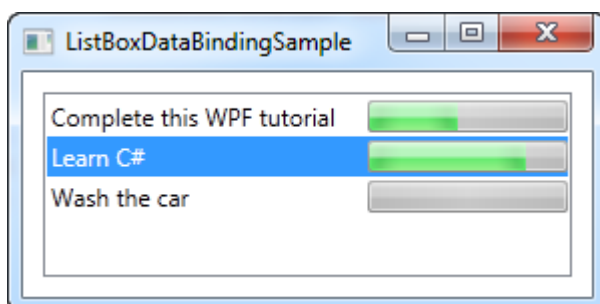 ListBoxDataBindingSample
Complete this WPF tutorial
Learn C#
Wash the car